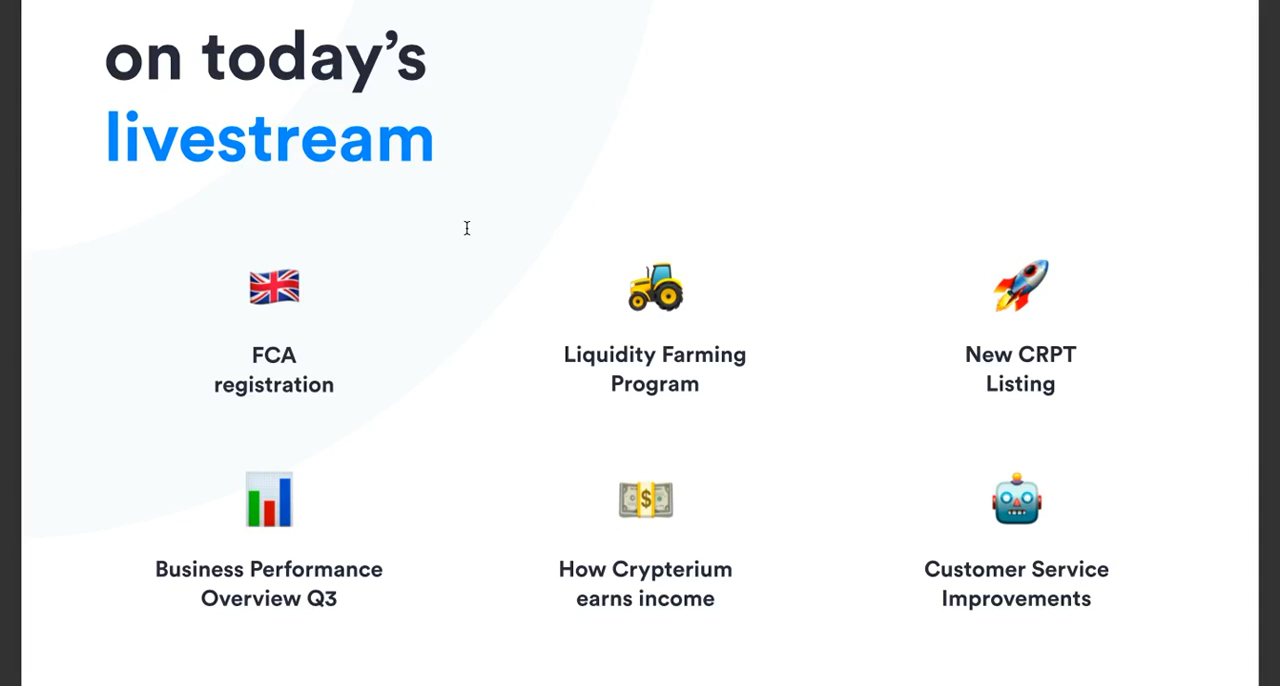 on today’s
livestream
FCA
registration
Liquidity Farming
Program
New CRPT
Listing
Business Performance
Overview Q3
How Crypterium
earns income
Customer Service
Improvements